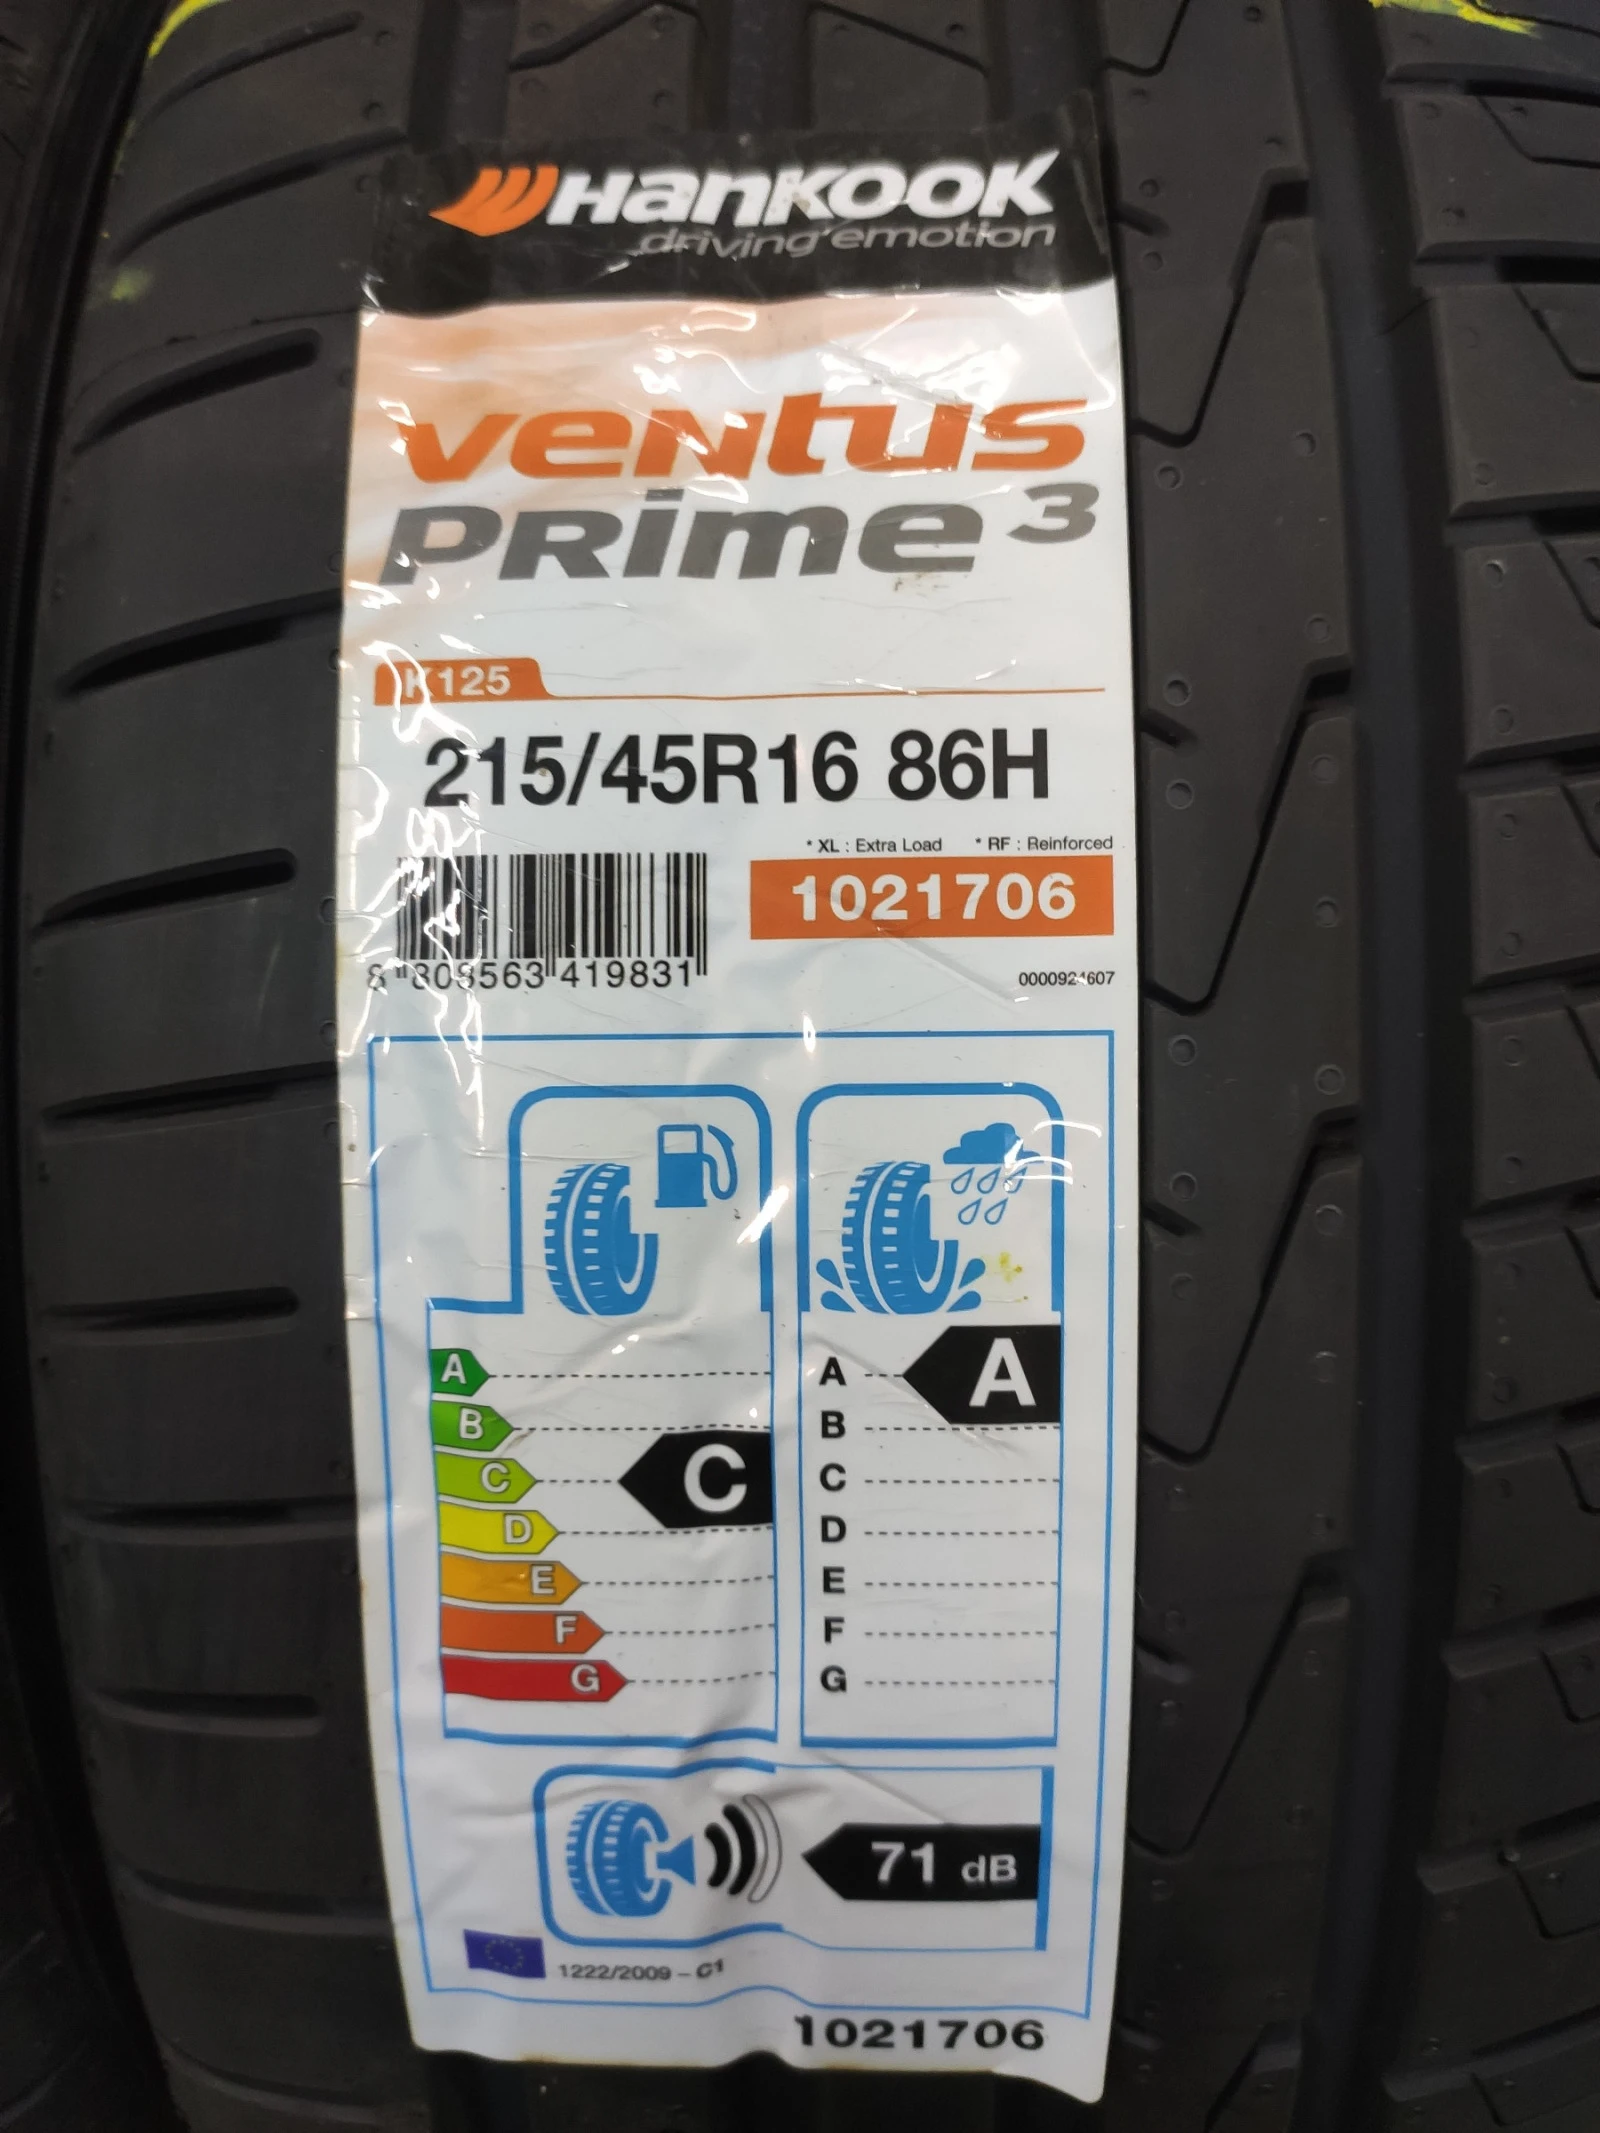 Hankook
driving emotion
ventus
prime 3
K125
215/45R16 86H
* XL : Extra Load * RF : Reinforced
1021706
8 808563 419831
0000924607
A
B
C
D
E
F
G
C
A
B
C
D
E
F
G
A
71 dB
1222/2009 - C1
1021706